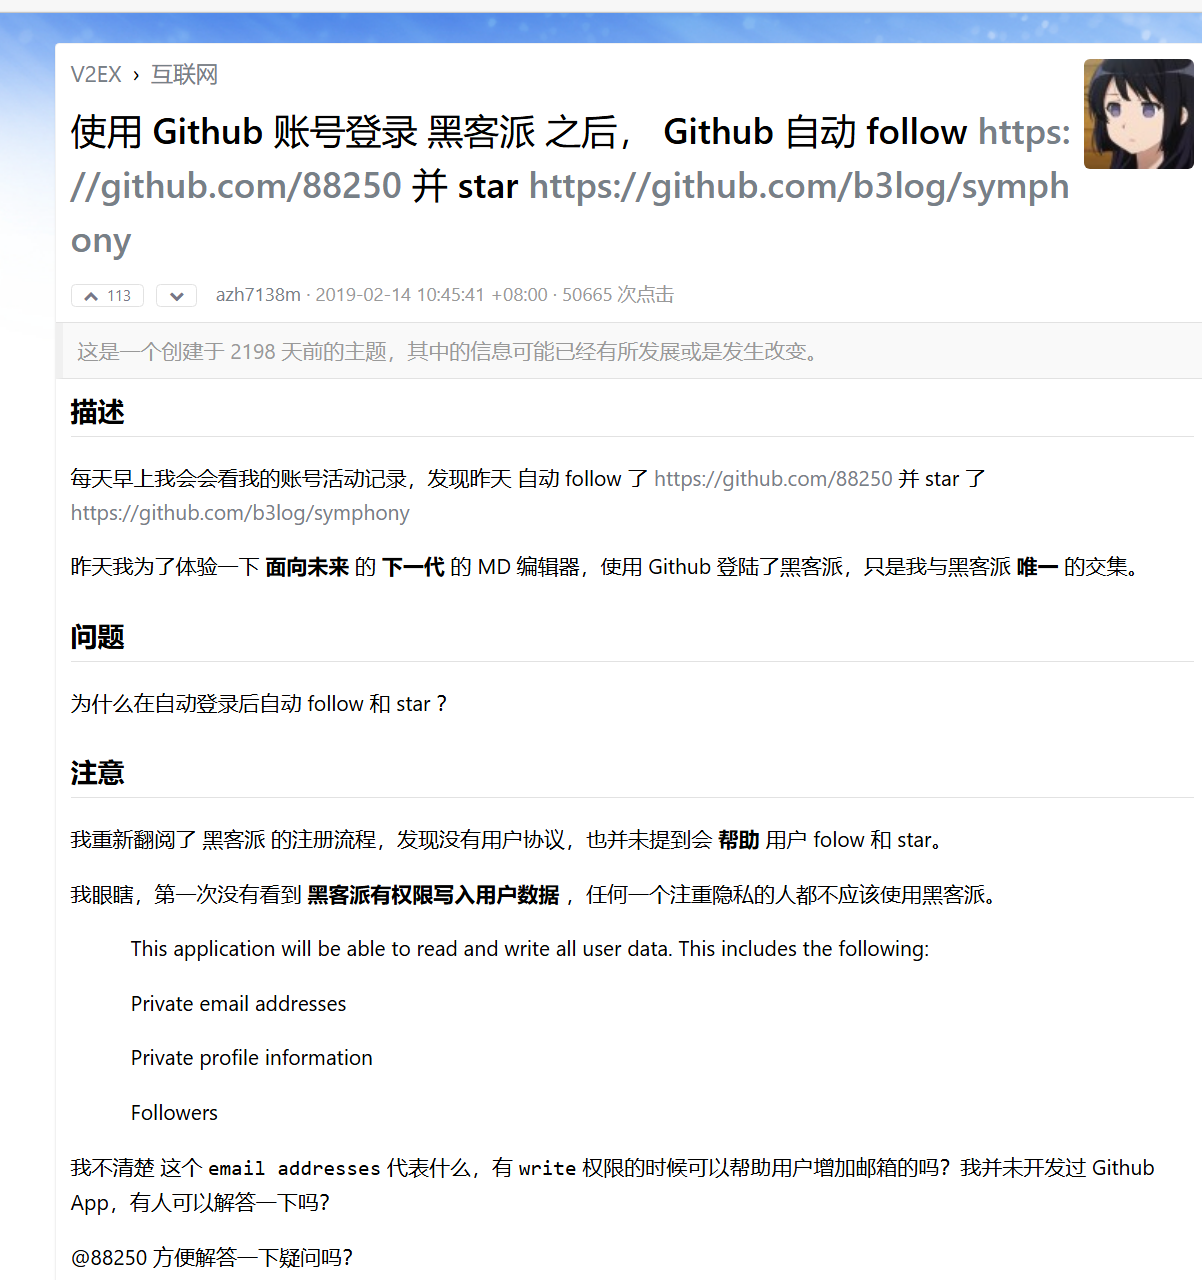 V2EX › 互联网
使用 Github 账号登录 黑客派 之后， Github 自动 follow https:
//github.com/88250 并 star https://github.com/b3log/symph
ony
113 azh7138m · 2019-02-14 10:45:41 +08:00 · 50665 次点击
这是一个创建于 2198 天前的主题，其中的信息可能已经有所发展或是发生改变。
描述
每天早上我会会看我的账号活动记录，发现昨天 自动 follow 了 https://github.com/88250 并 star 了
https://github.com/b3log/symphony
昨天我为了体验一下 面向未来 的 下一代 的 MD 编辑器，使用 Github 登陆了黑客派，只是我与黑客派 唯一 的交集。
问题
为什么在自动登录后自动 follow 和 star？
注意
我重新翻阅了 黑客派 的注册流程，发现没有用户协议，也并未提到会 帮助 用户 folow 和 star。
我眼瞎，第一次没有看到 黑客派有权限写入用户数据 ，任何一个注重隐私的人都不应该使用黑客派。
This application will be able to read and write all user data. This includes the following:
Private email addresses
Private profile information
Followers
我不清楚 这个 email addresses 代表什么，有 write 权限的时候可以帮助用户增加邮箱的吗？我并未开发过 Github
App，有人可以解答一下吗？
@88250 方便解答一下疑问吗？